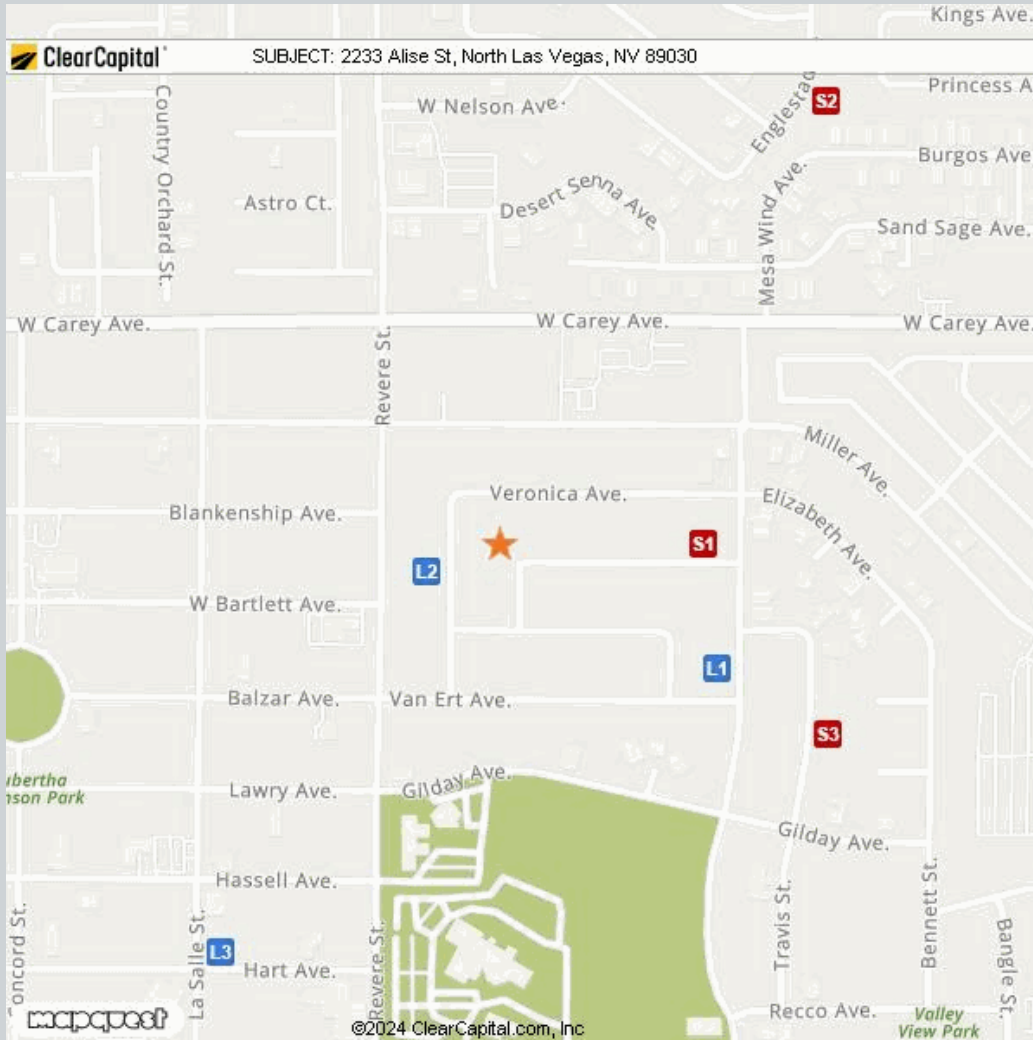 Kings Ave.
ClearCapital
SUBJECT: 2233 Alise St, North Las Vegas, NV 89030
Princess A
W Nelson Ave.
S2
Country Orchard St.
Englestad
Burgos Ave
Astro Ct.
Desert Senna Ave.
Mesa Wind Ave.
Sand Sage Ave.
W Carey Ave.
W Carey Ave.
W Carey Ave.
Revere St.
Miller Ave.
Veronica Ave.
Elizabeth Ave.
Blankenship Ave.
S1
L2
W Bartlett Ave.
L1
Balzar Ave.
Van Ert Ave.
S3
ubertha
nson Park
Lawry Ave.
Gilday Ave.
Gilday Ave.
Hassell Ave.
Concord St.
La Salle St.
L3
Hart Ave.
Revere St.
Travis St.
Bennett St.
Bangle St.
Recco Ave.
Valley
View Park
mapquest
©2024 ClearCapital.com, Inc